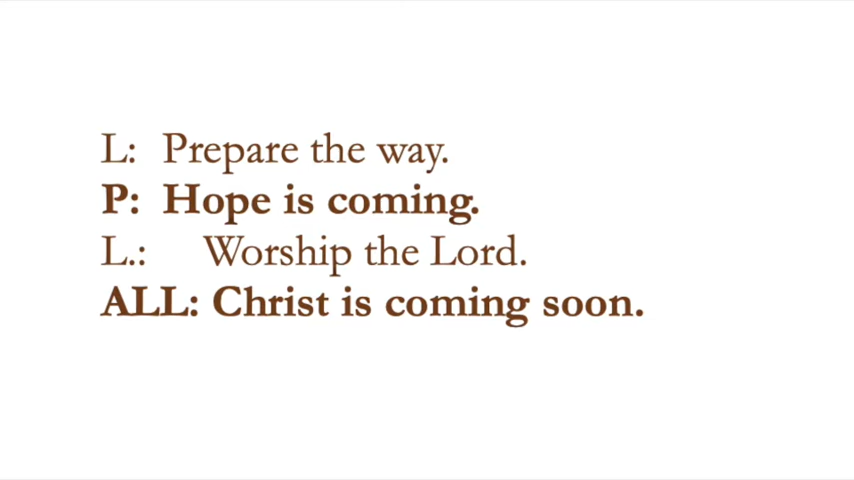 L: Prepare the way.
P: Hope is coming.
L.: Worship the Lord.
ALL: Christ is coming soon.